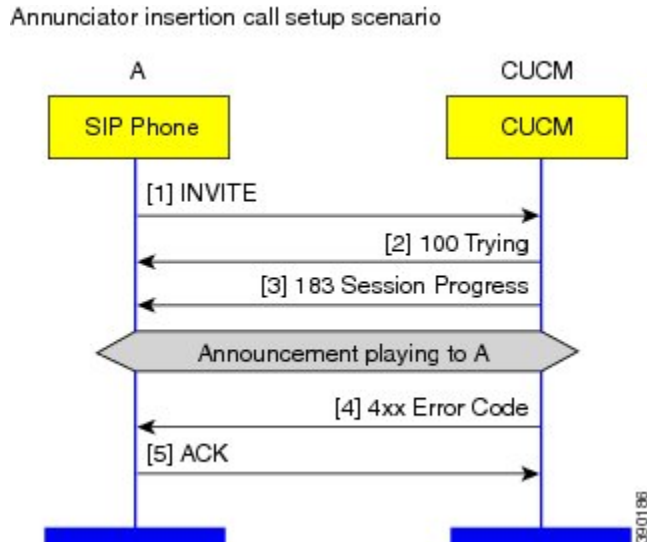 Annunciator insertion call setup scenario
A
CUCM
SIP Phone
CUCM
[1] INVITE
[2] 100 Trying
[3] 183 Session Progress
Announcement playing to A
[4] 4xx Error Code
[5] ACK
390186